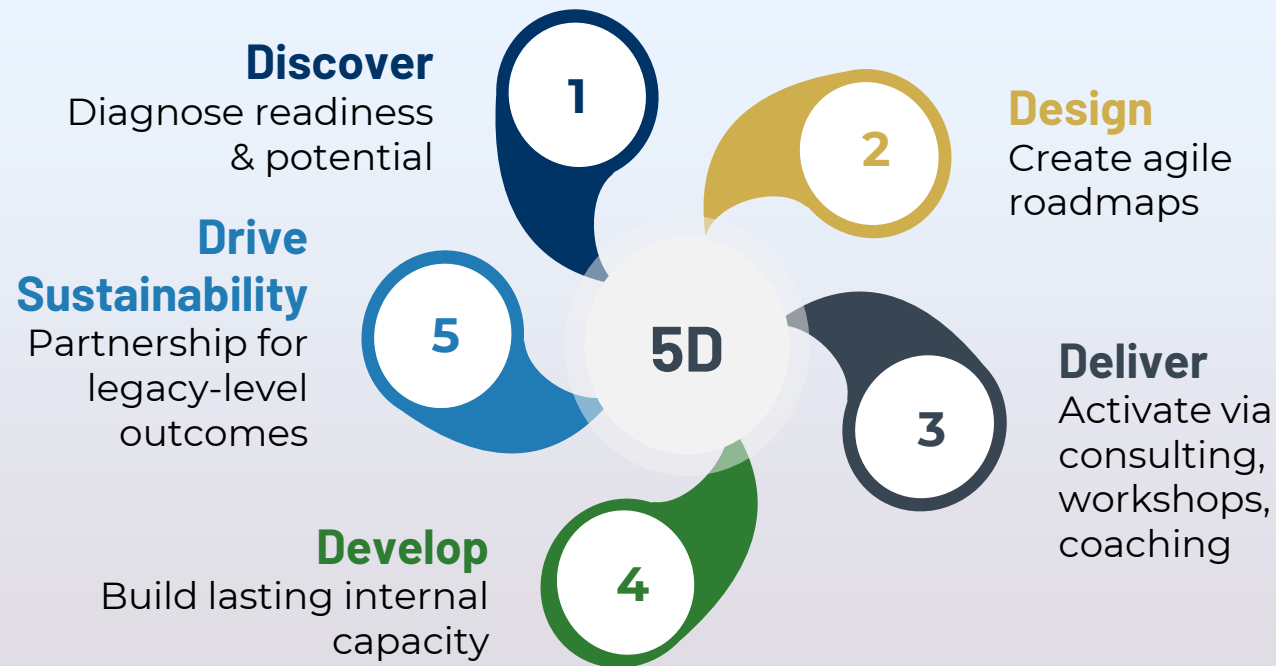 1
Discover
Diagnose readiness
& potential
2
Design
Create agile
roadmaps
3
Deliver
Activate via
consulting,
workshops,
coaching
4
Develop
Build lasting internal
capacity
5
Drive
Sustainability
Partnership for
legacy-level
outcomes
5D